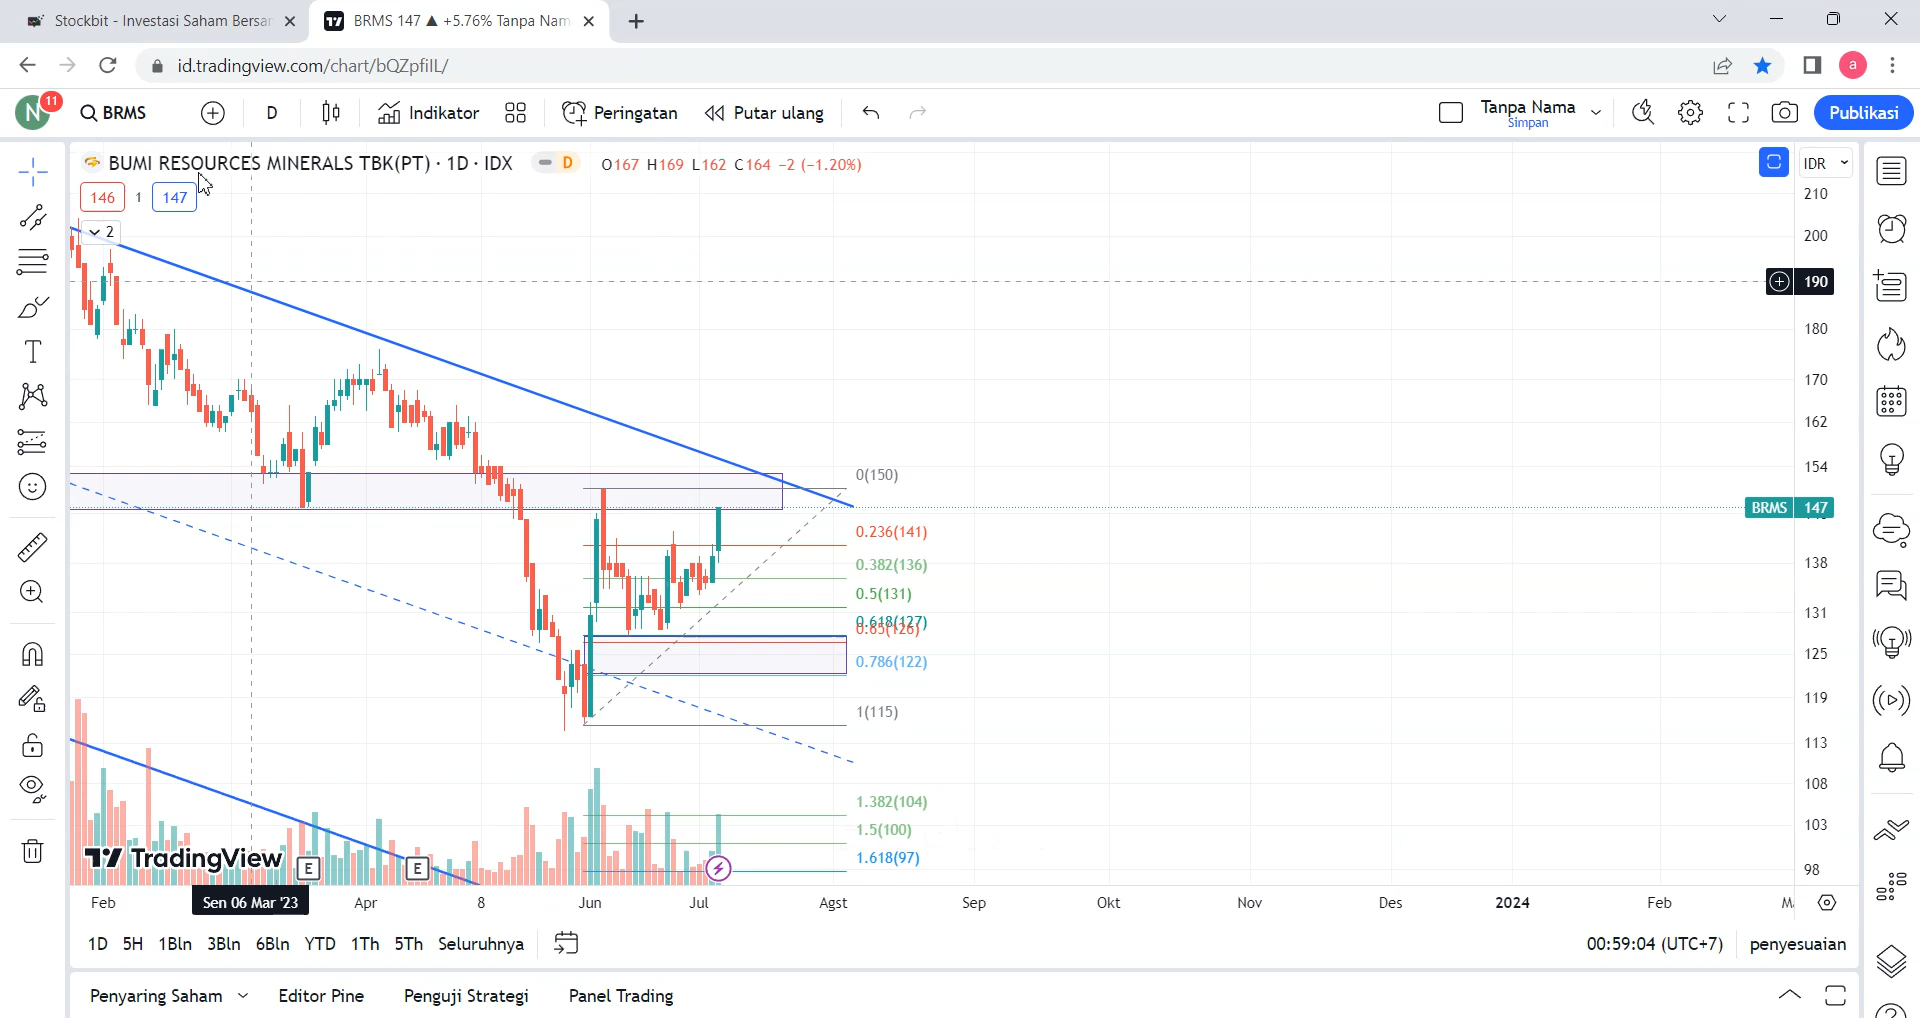 Stockbit - Investasi Saham Bersar
BRMS 147 ▲ +5.76% Tanpa Nam
id.tradingview.com/chart/bQZpfiIL/
a
N
11
BRMS
D
Indikator
Peringatan
Putar ulang
Tanpa Nama
Simpan
Publikasi
BUMI RESOURCES MINERALS TBK(PT) · 1D · IDX
D
O167 H169 L162 C164 −2 (−1.20%)
IDR
146
1
147
2
210
200
190
180
170
162
154
BRMS 147
138
131
125
119
113
108
103
98
0(150)
0.236(141)
0.382(136)
0.5(131)
0.618(127)
0.65(126)
0.786(122)
1(115)
1.382(104)
1.5(100)
1.618(97)
TradingView
E
E
Feb
Sen 06 Mar '23
Apr
8
Jun
Jul
Agst
Sep
Okt
Nov
Des
2024
Feb
1D 5H 1Bln 3Bln 6Bln YTD 1Th 5Th Seluruhnya
00:59:04 (UTC+7)
penyesuaian
Penyaring Saham
Editor Pine
Penguji Strategi
Panel Trading